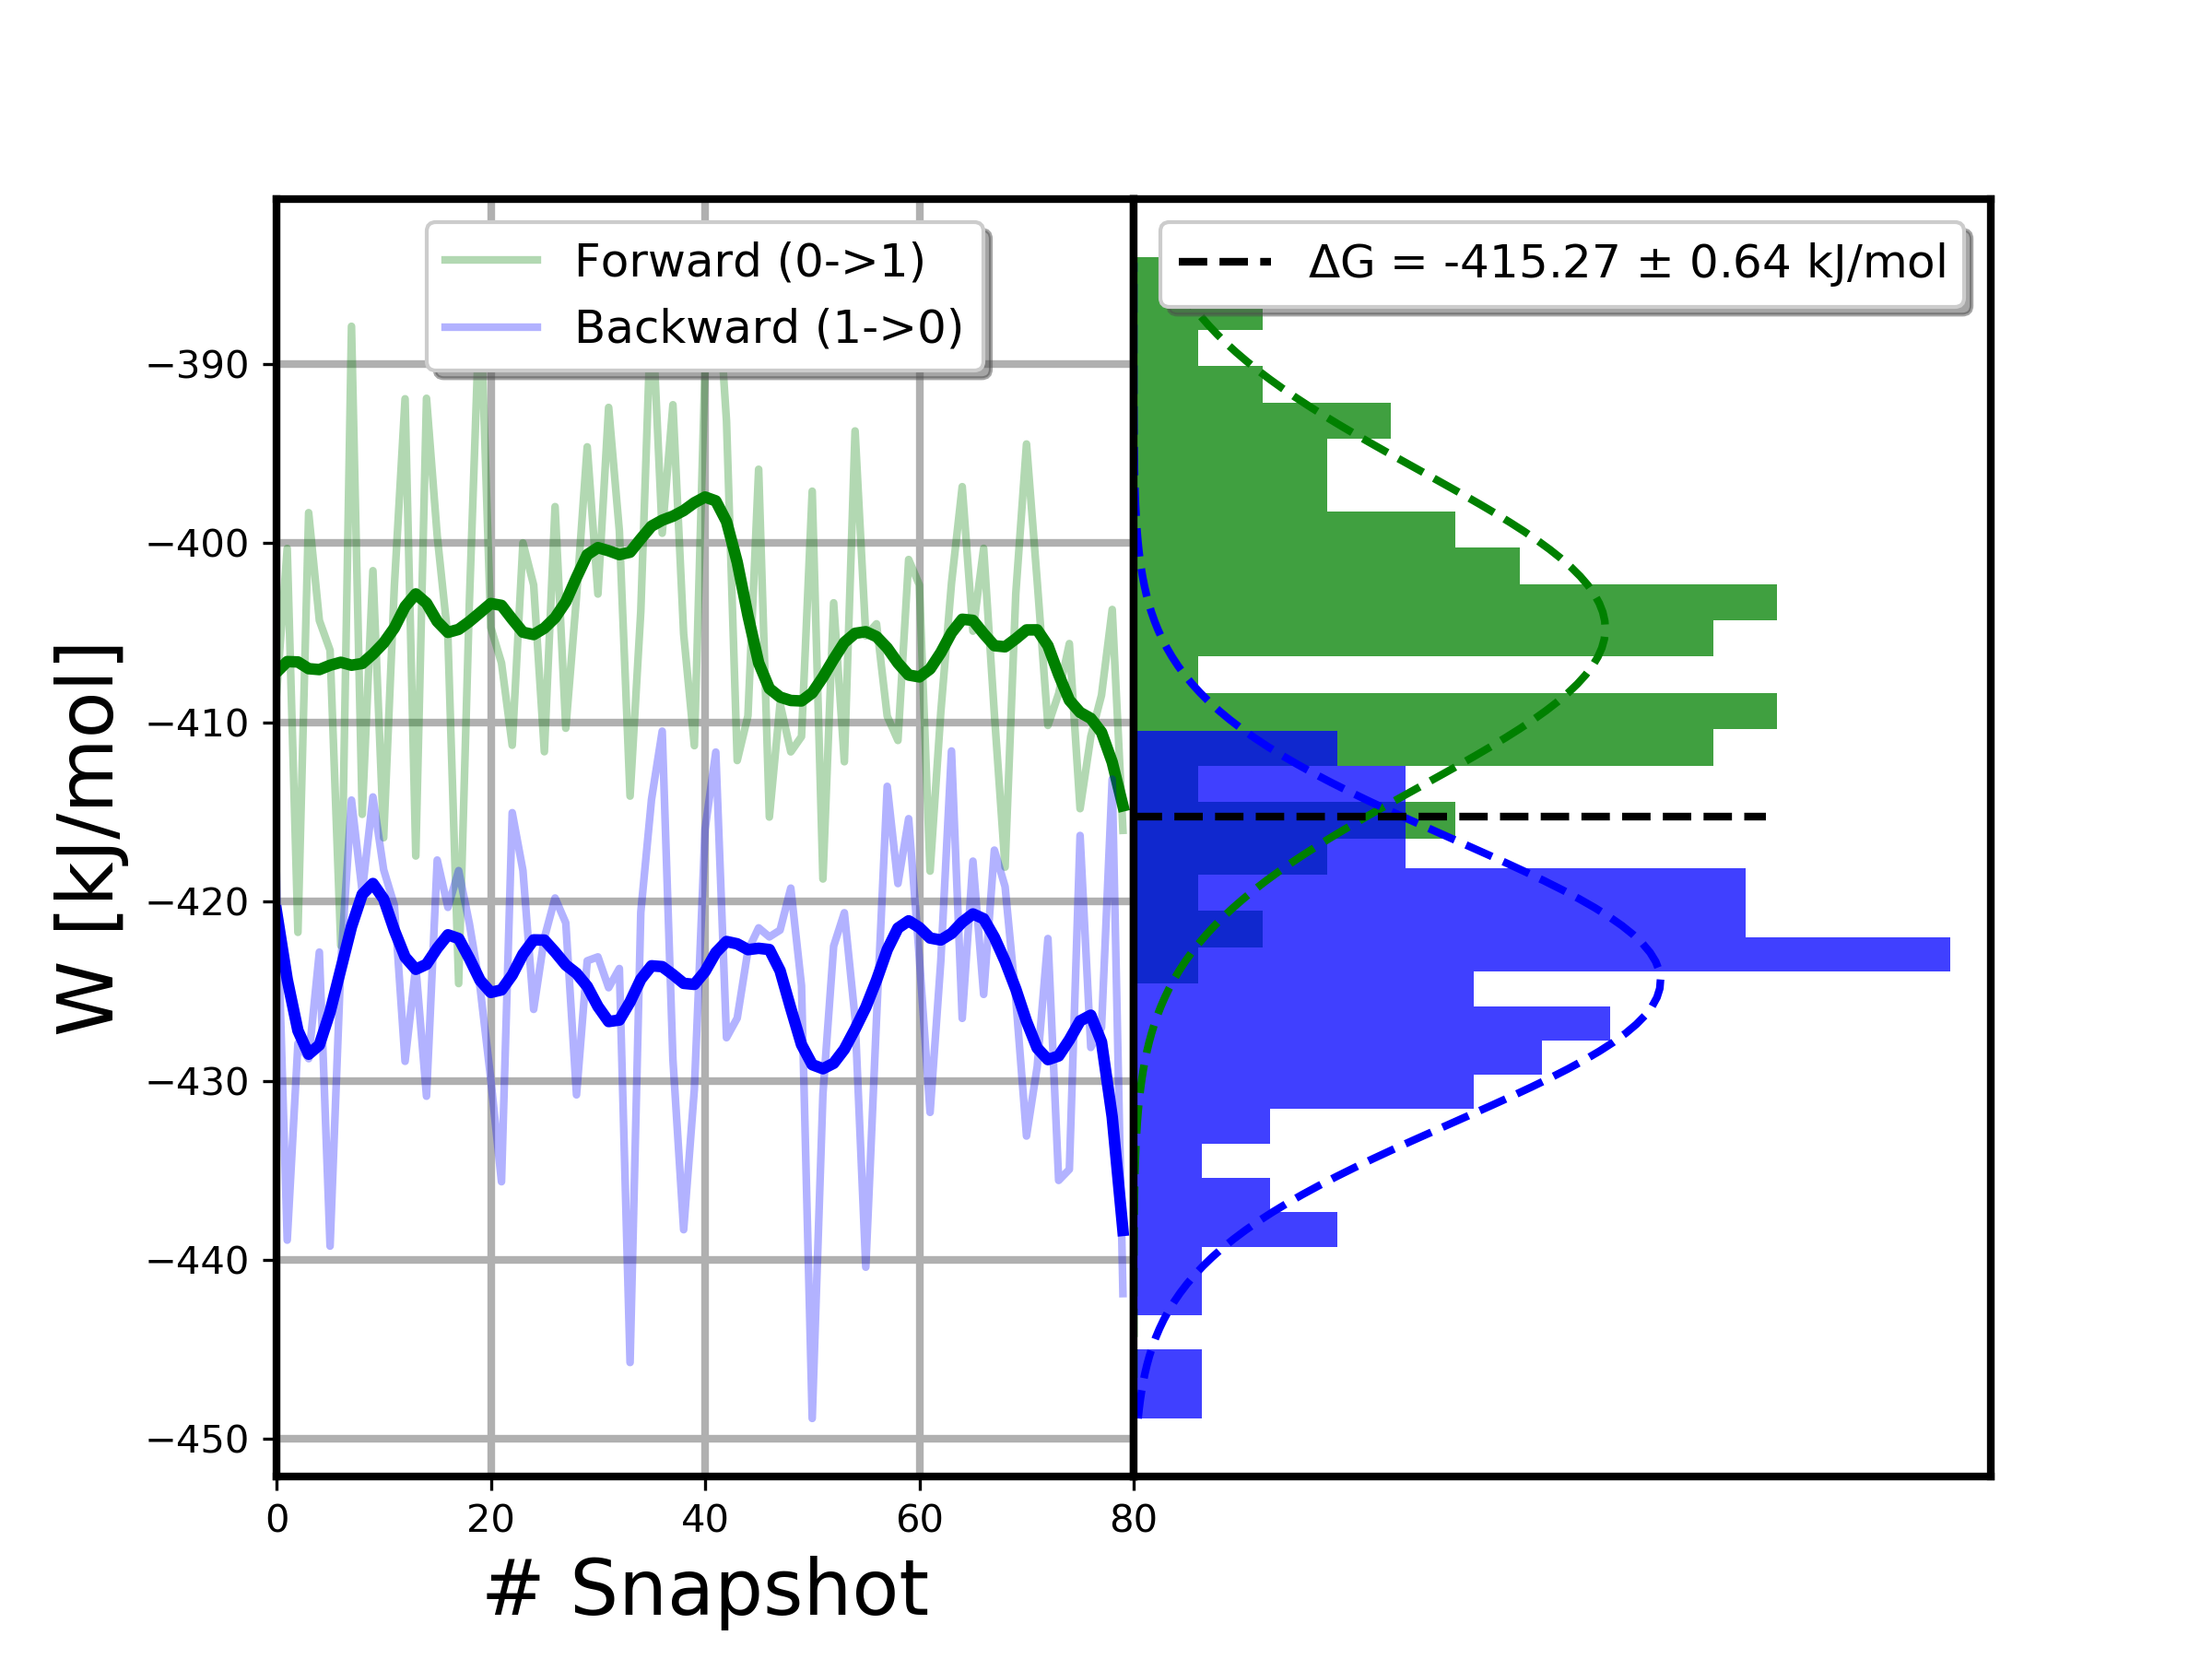 Forward (0->1)
Backward (1->0)
ΔG = -415.27 ± 0.64 kJ/mol
W [kJ/mol]
−390
−400
−410
−420
−430
−440
−450
0 20 40 60 80
# Snapshot